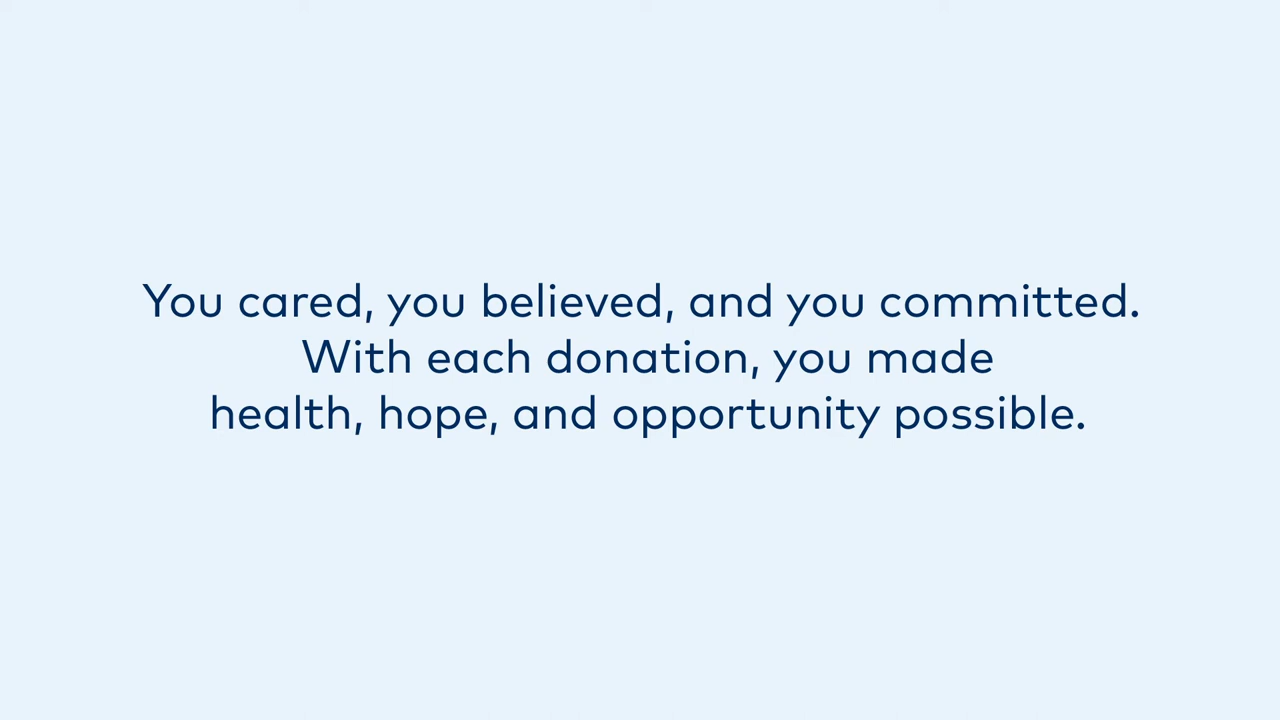 You cared, you believed, and you committed.
With each donation, you made
health, hope, and opportunity possible.